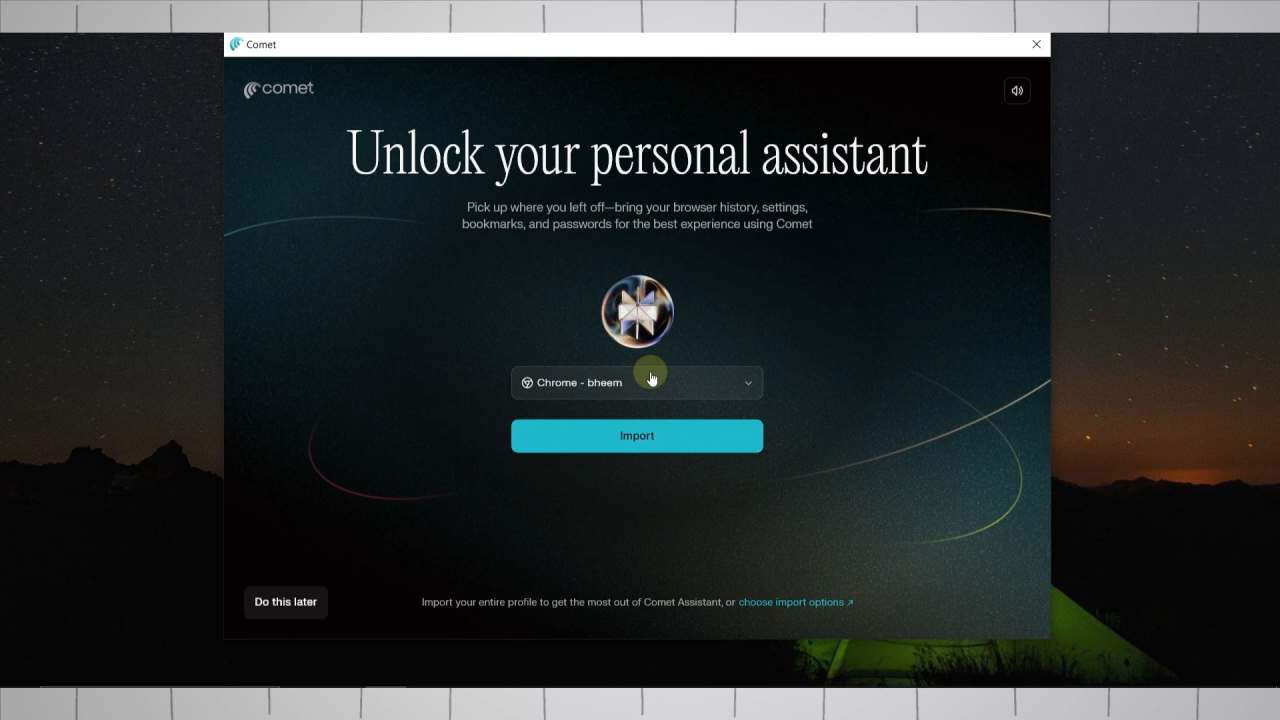 Comet
comet
Unlock your personal assistant
Pick up where you left off—bring your browser history, settings,
bookmarks, and passwords for the best experience using Comet
Chrome - bheem
Import
Do this later
Import your entire profile to get the most out of Comet Assistant, or choose import options ↗